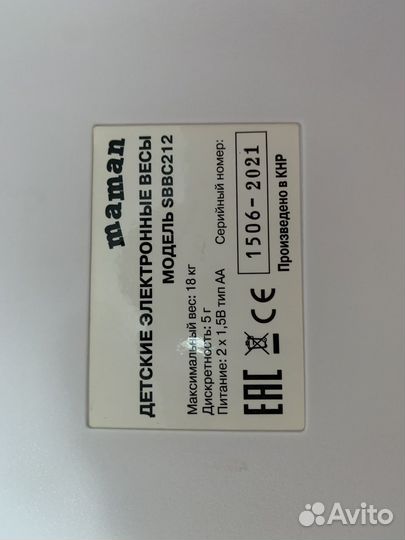 maman
ДЕТСКИЕ ЭЛЕКТРОННЫЕ ВЕСЫ
МОДЕЛЬ SBBC212
Максимальный вес: 18 кг
Дискретность: 5 г
Питание: 2 x 1,5В тип АА
Серийный номер:
1506-2021
Произведено в КНР
EAC CE
Avito